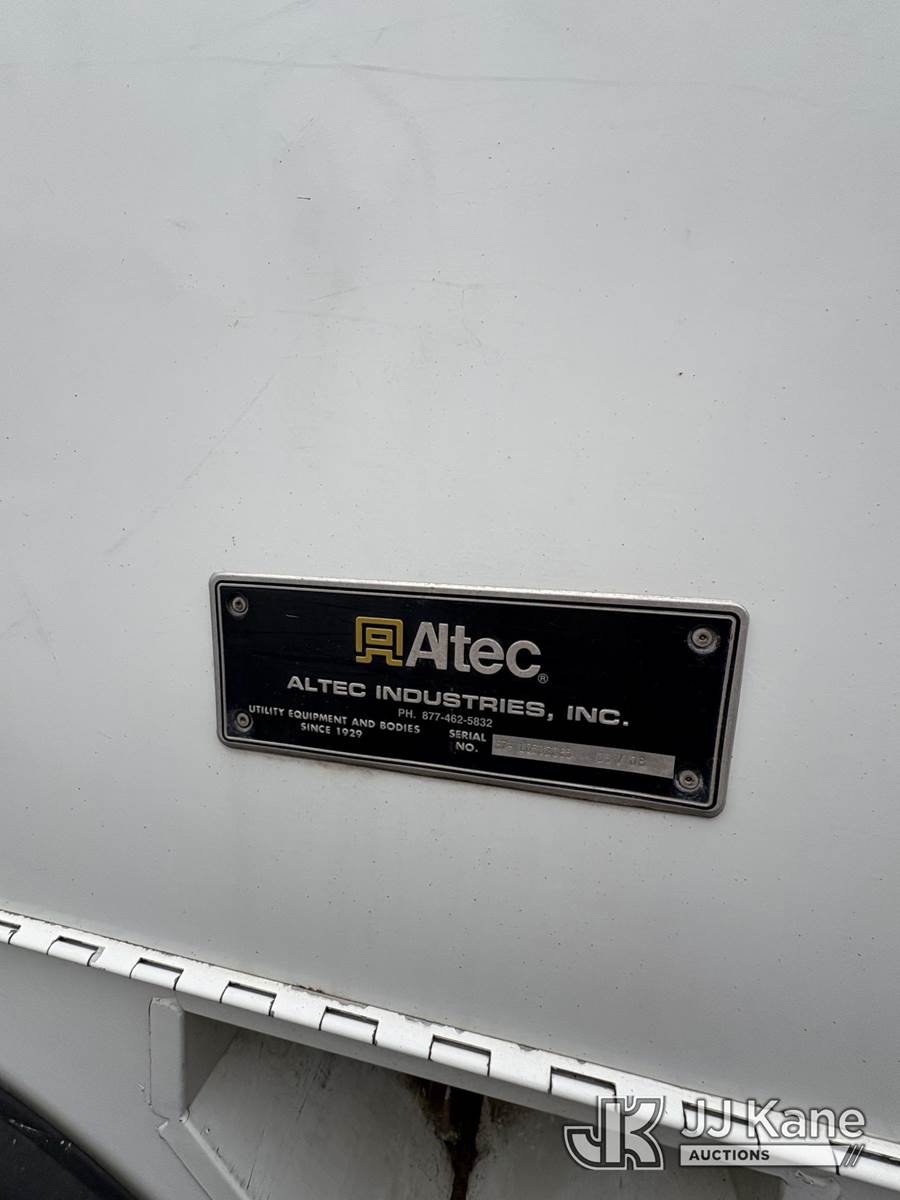 Altec®
ALTEC INDUSTRIES, INC.
PH. 877-462-5832
UTILITY EQUIPMENT AND BODIES
SINCE 1929
SERIAL
NO.
JK JJ Kane
AUCTIONS